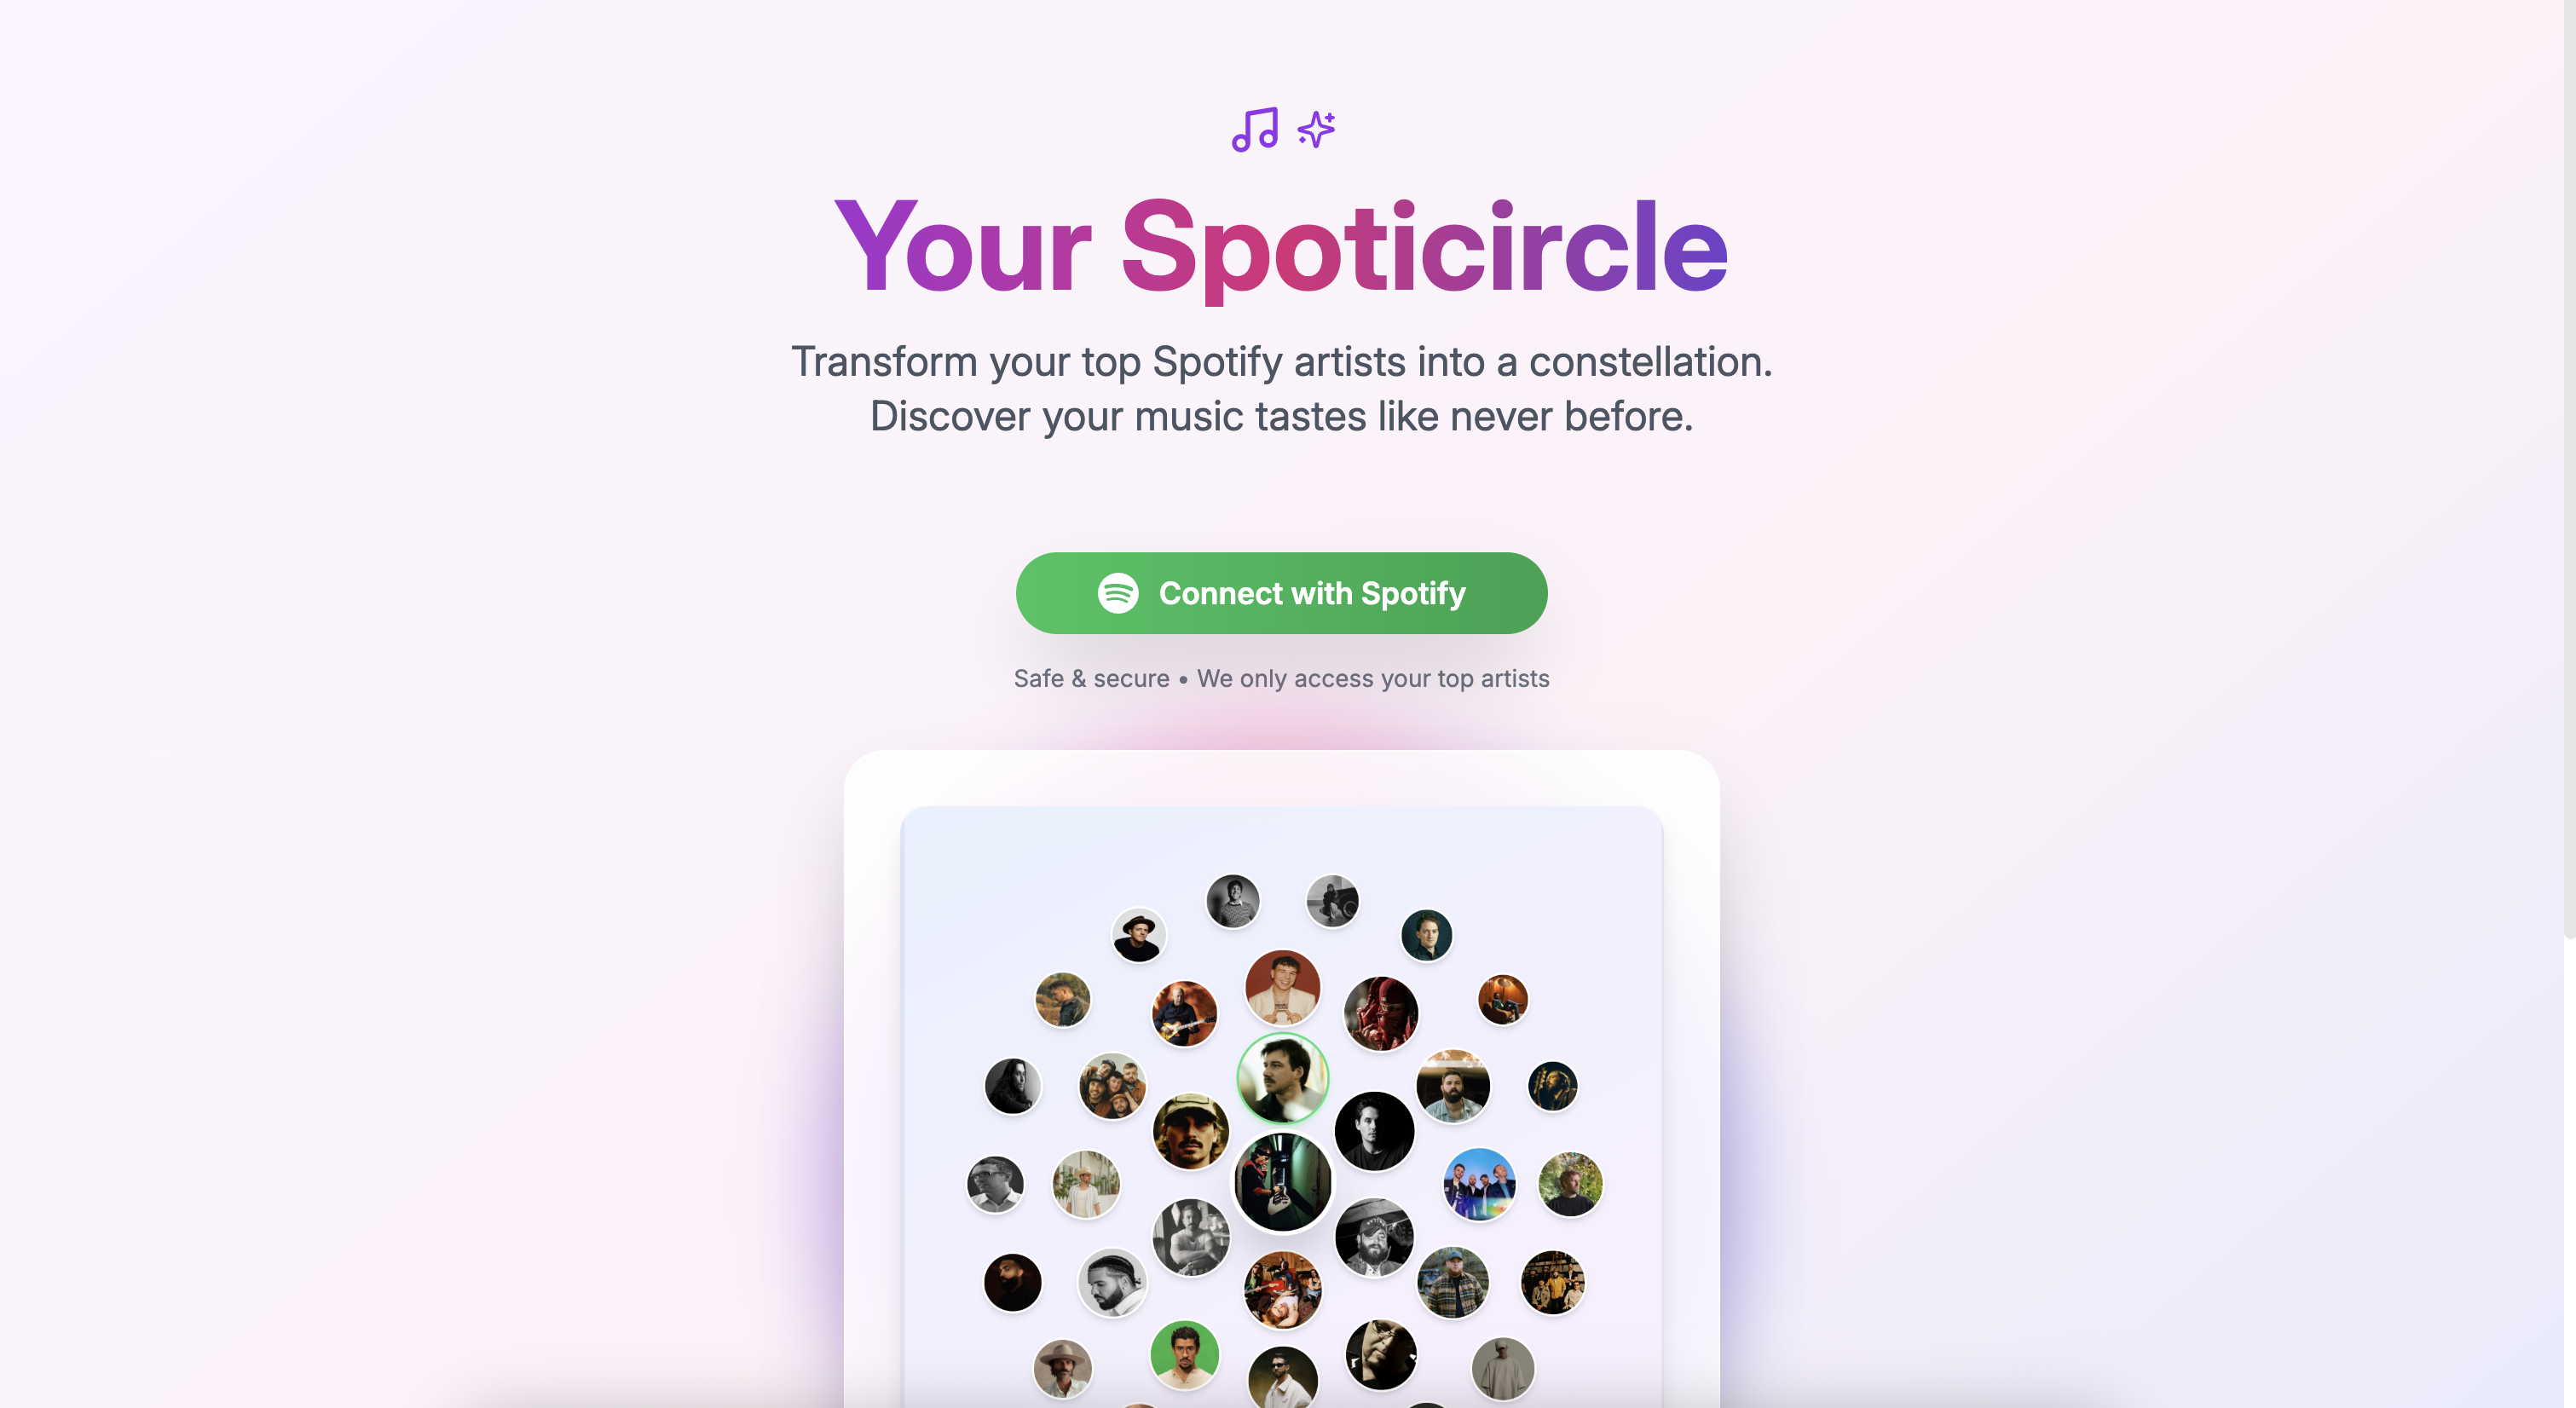 Your Spoticircle
Transform your top Spotify artists into a constellation.
Discover your music tastes like never before.
Connect with Spotify
Safe & secure • We only access your top artists